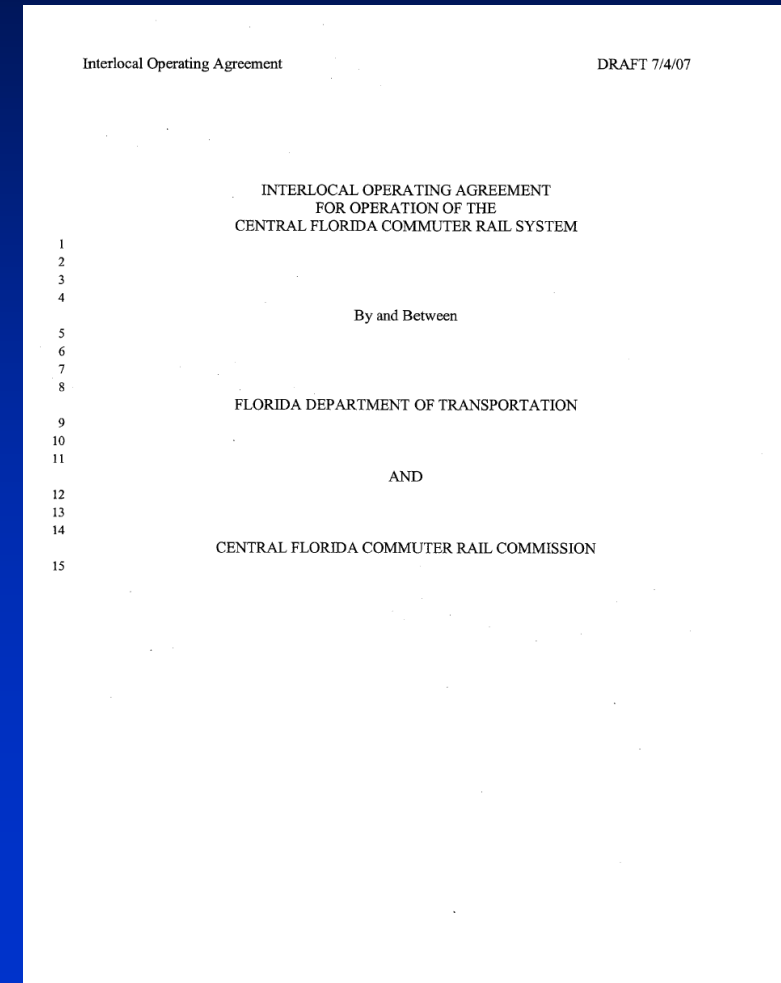 Interlocal Operating Agreement DRAFT 7/4/07
INTERLOCAL OPERATING AGREEMENT
FOR OPERATION OF THE
CENTRAL FLORIDA COMMUTER RAIL SYSTEM
1
2
3
4
By and Between
5
6
7
8
FLORIDA DEPARTMENT OF TRANSPORTATION
9
10
11
AND
12
13
14
CENTRAL FLORIDA COMMUTER RAIL COMMISSION
15